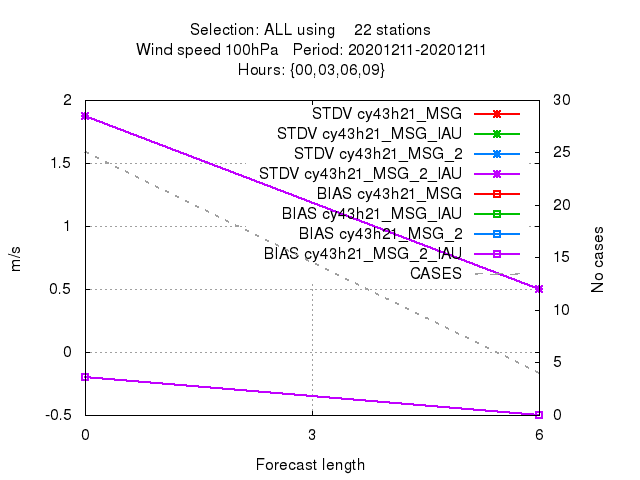 Selection: ALL using 22 stations
Wind speed 100hPa Period: 20201211-20201211
Hours: {00,03,06,09}
2
1.5
1
0.5
0
-0.5
30
25
20
15
10
5
0
STDV cy43h21_MSG
STDV cy43h21_MSG_IAU
STDV cy43h21_MSG_2
STDV cy43h21_MSG_2_IAU
BIAS cy43h21_MSG
BIAS cy43h21_MSG_IAU
BIAS cy43h21_MSG_2
BIAS cy43h21_MSG_2_IAU
CASES
m/s
No cases
0 3 6
Forecast length